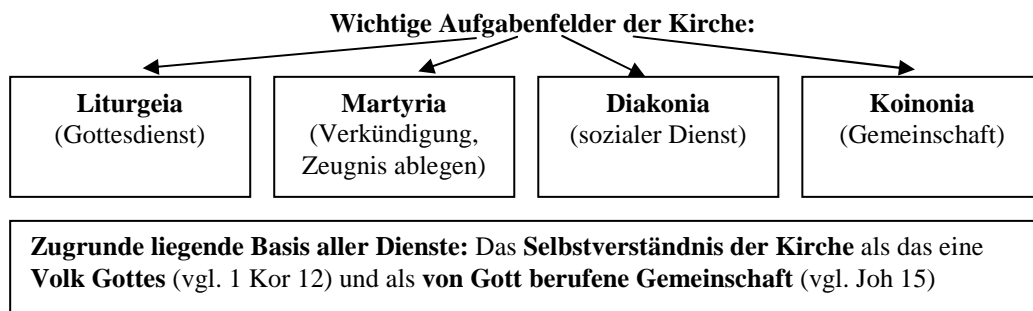 Wichtige Aufgabenfelder der Kirche:
Liturgeia
(Gottesdienst)
Martyria
(Verkündigung,
Zeugnis ablegen)
Diakonia
(sozialer Dienst)
Koinonia
(Gemeinschaft)
Zugrunde liegende Basis aller Dienste: Das Selbstverständnis der Kirche als das eine
Volk Gottes (vgl. 1 Kor 12) und als von Gott berufene Gemeinschaft (vgl. Joh 15)